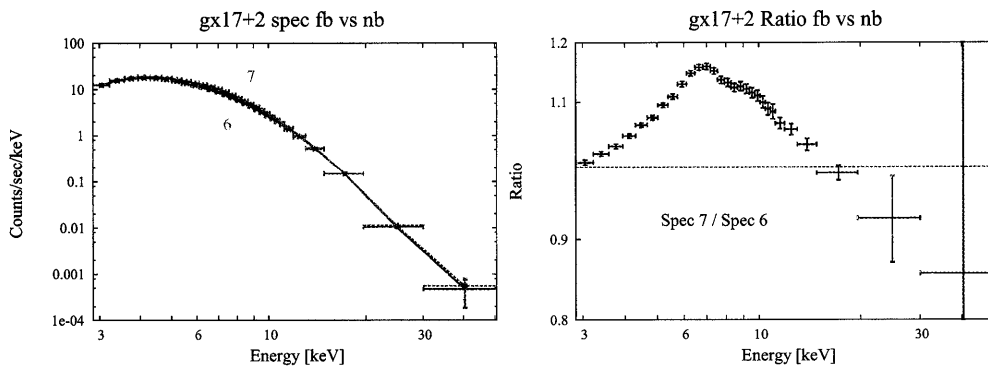 gx17+2 spec fb vs nb
100
10
1
0.1
0.01
0.001
1e-04
Counts/sec/keV
7
6
3
6
10
30
Energy [keV]
gx17+2 Ratio fb vs nb
1.2
1.1
0.9
0.8
Ratio
Spec 7 / Spec 6
3
6
10
30
Energy [keV]